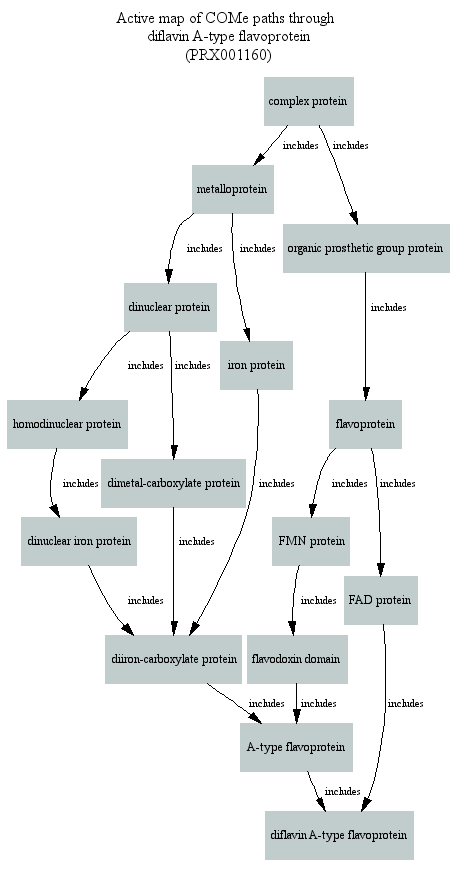 Active map of COMe paths through
diflavin A-type flavoprotein
(PRX001160)
complex protein
includes
includes
metalloprotein
includes
includes
organic prosthetic group protein
dinuclear protein
includes
includes
includes
iron protein
homodinuclear protein
flavoprotein
includes
dimetal-carboxylate protein
includes
includes
includes
dinuclear iron protein
includes
FMN protein
includes
includes
FAD protein
diiron-carboxylate protein
flavodoxin domain
includes
includes
includes
A-type flavoprotein
includes
diflavin A-type flavoprotein